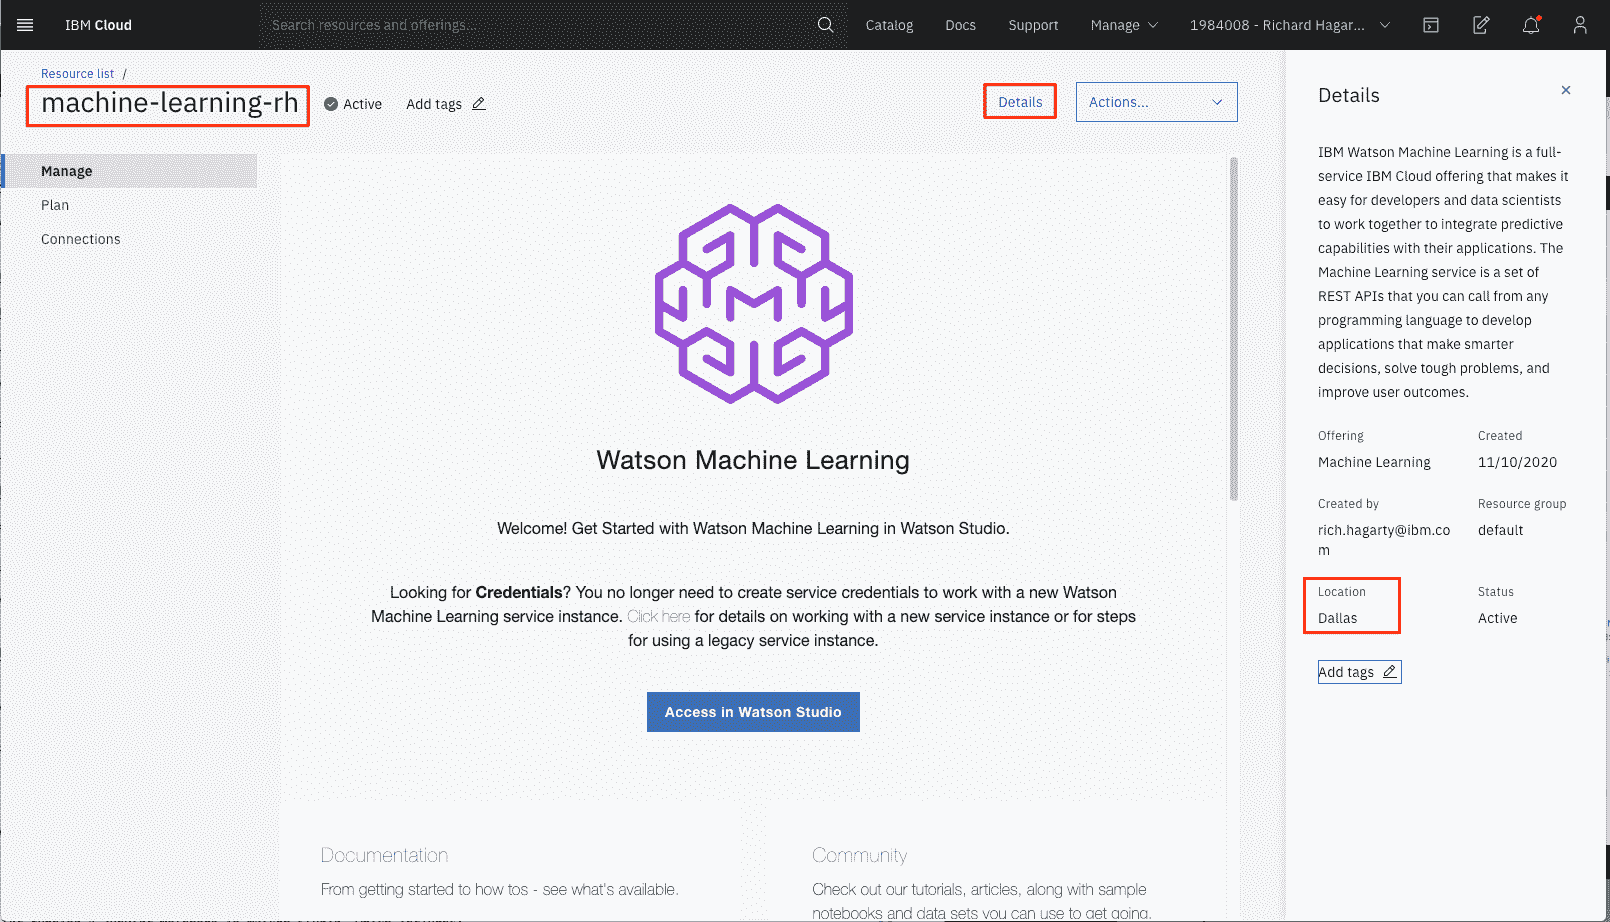 IBM Cloud
Search resources and offerings...
Catalog
Docs
Support
Manage
1984008 - Richard Hagar...
Resource list /
machine-learning-rh
Active
Add tags
Details
Actions...
Manage
Plan
Connections
Watson Machine Learning
Welcome! Get Started with Watson Machine Learning in Watson Studio.
Looking for Credentials? You no longer need to create service credentials to work with a new Watson
Machine Learning service instance. Click here for details on working with a new service instance or for steps
for using a legacy service instance.
Access in Watson Studio
Documentation
From getting started to how tos - see what's available.
Community
Check out our tutorials, articles, along with sample
notebooks and data sets you can use to get going.
Details
IBM Watson Machine Learning is a full-
service IBM Cloud offering that makes it
easy for developers and data scientists
to work together to integrate predictive
capabilities with their applications. The
Machine Learning service is a set of
REST APIs that you can call from any
programming language to develop
applications that make smarter
decisions, solve tough problems, and
improve user outcomes.
Offering
Machine Learning
Created
11/10/2020
Created by
rich.hagarty@ibm.co
m
Resource group
default
Location
Dallas
Status
Active
Add tags